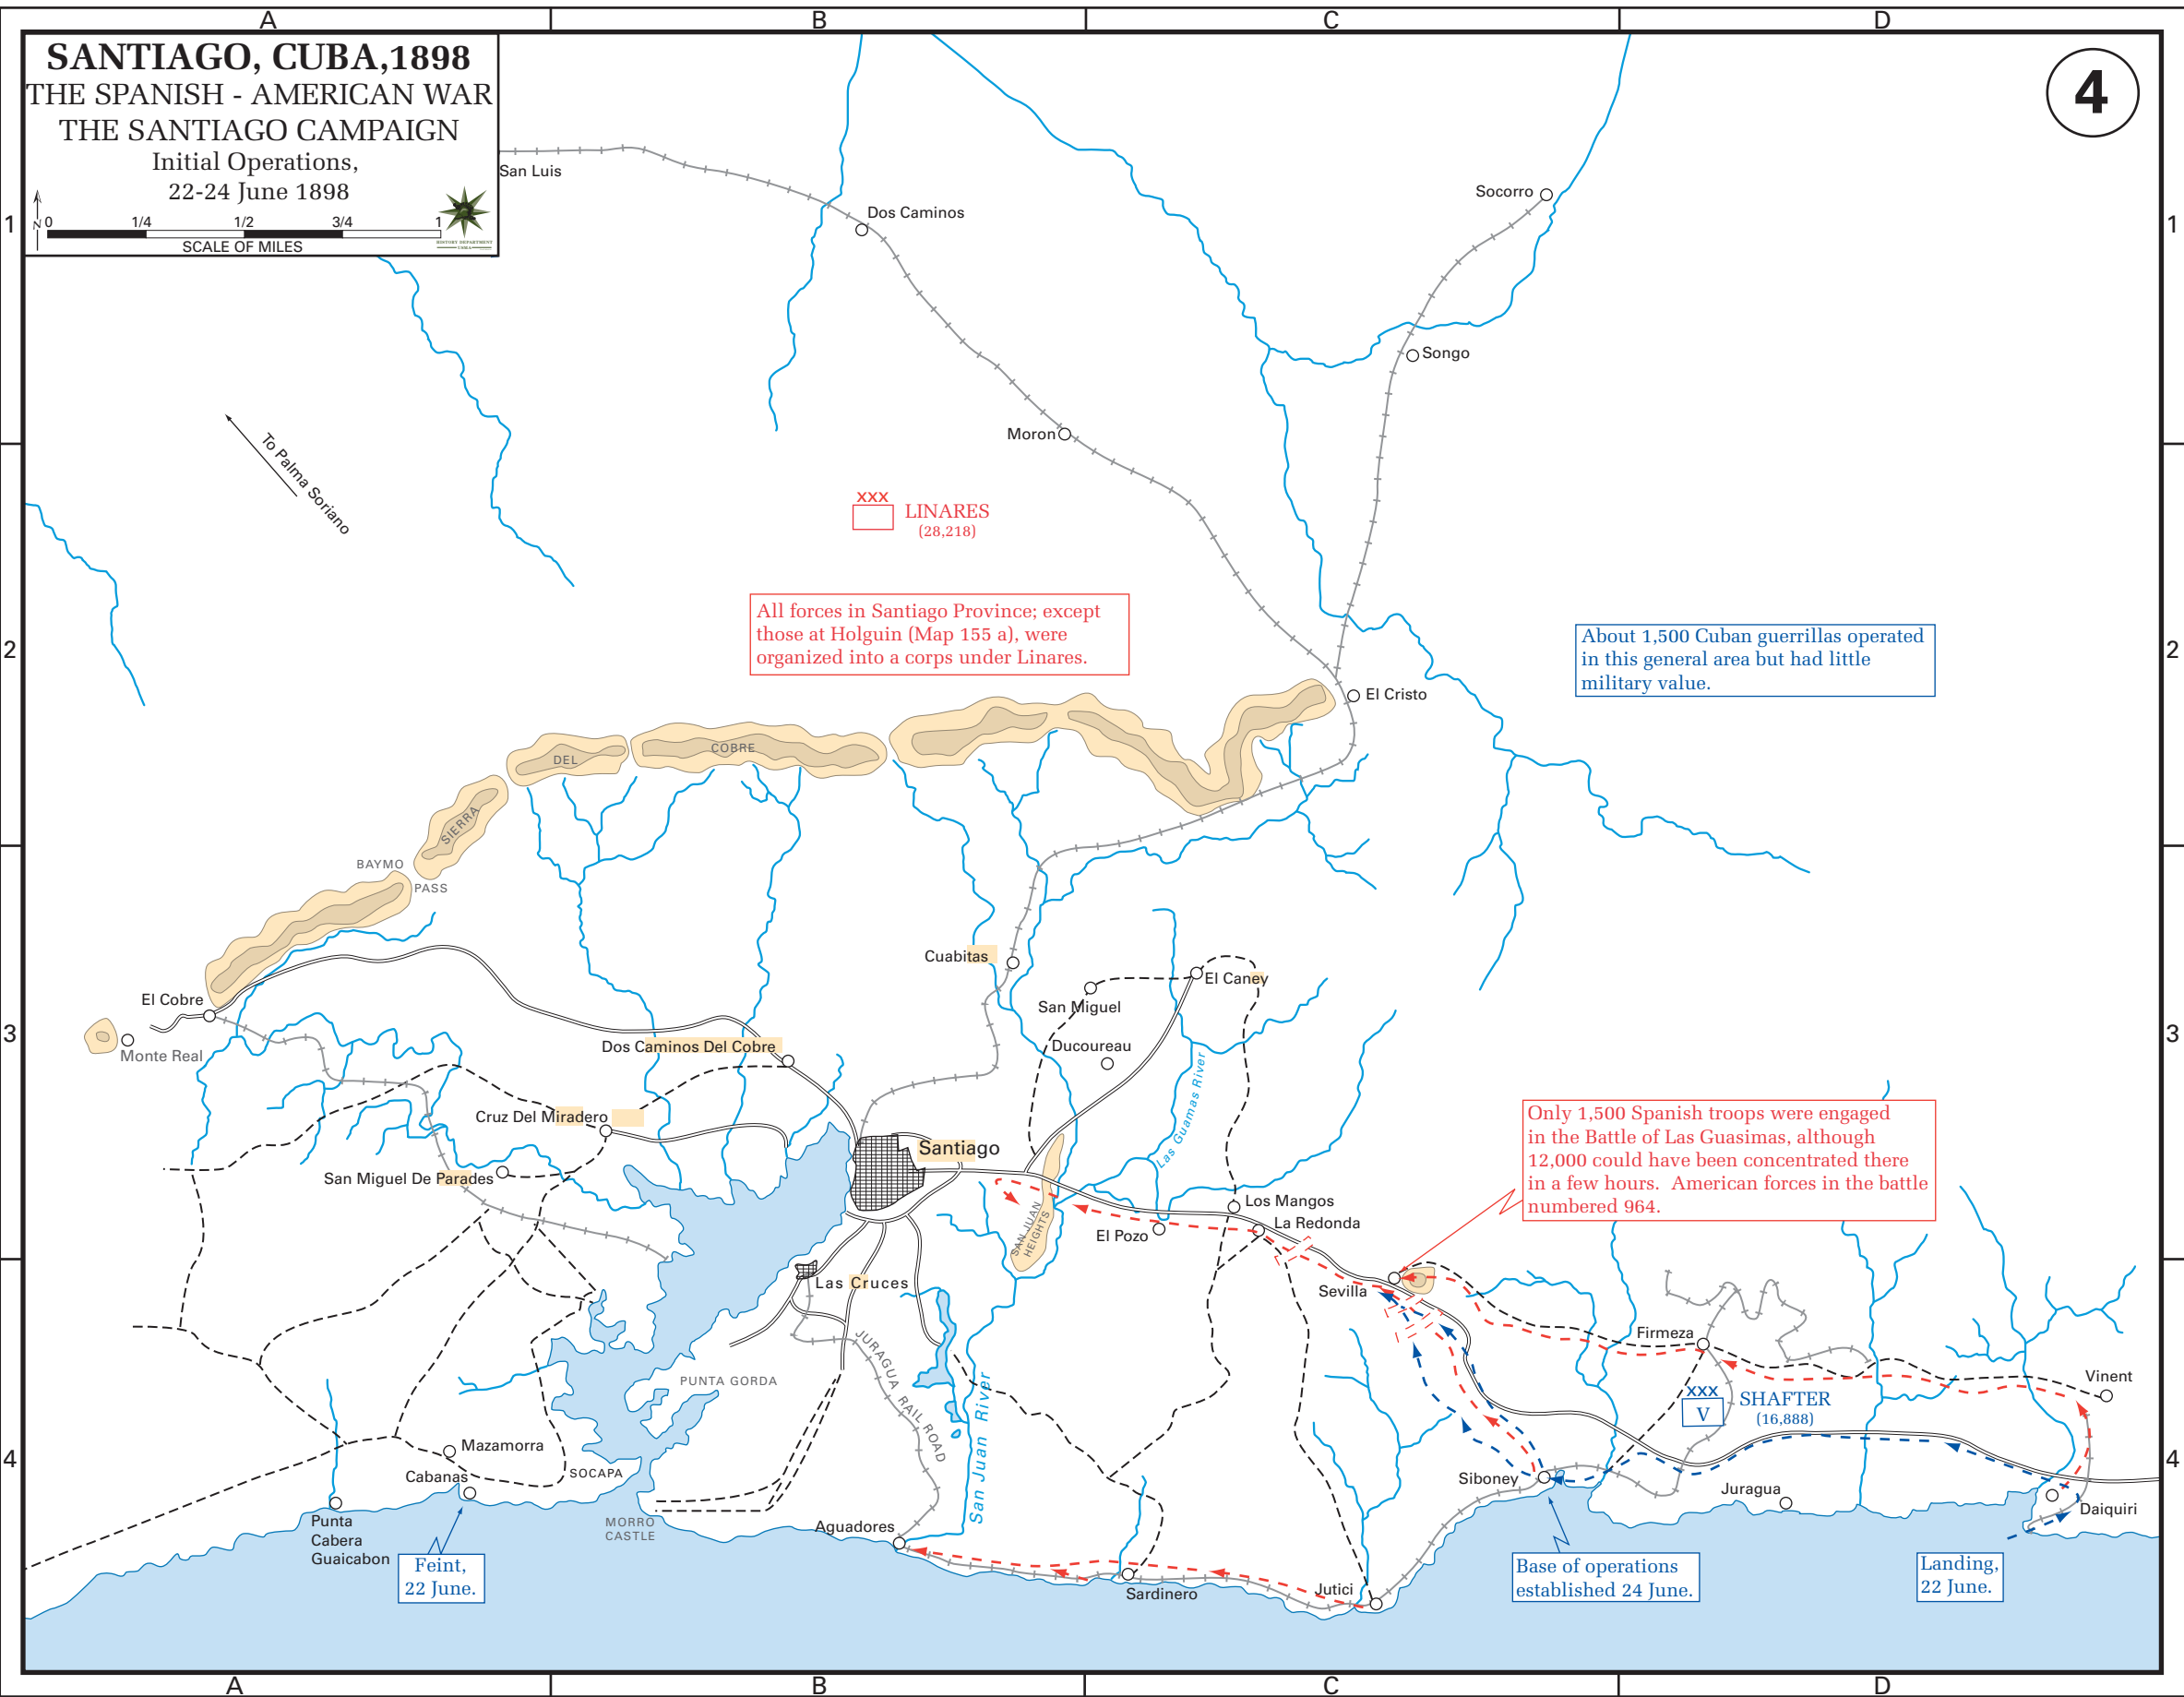 A B C D
SANTIAGO, CUBA,1898
THE SPANISH - AMERICAN WAR
THE SANTIAGO CAMPAIGN
Initial Operations,
22-24 June 1898
N 0 1/4 1/2 3/4 1
SCALE OF MILES
HISTORY DEPARTMENT
4
San Luis
Socorro
Dos Caminos
1 1
Songo
To Palma Soriano
Moron
XXX
LINARES
(28,218)
All forces in Santiago Province; except
those at Holguin (Map 155 a), were
organized into a corps under Linares.
About 1,500 Cuban guerrillas operated
in this general area but had little
military value.
2 2
El Cristo
COBRE
DEL
SIERRA
BAYMO
PASS
Cuabitas
El Caney
San Miguel
El Cobre
Monte Real
3 3
Dos Caminos Del Cobre
Ducoureau
Las Guamas River
Cruz Del Miradero
Santiago
San Miguel De Parades
Only 1,500 Spanish troops were engaged
in the Battle of Las Guasimas, although
12,000 could have been concentrated there
in a few hours. American forces in the battle
numbered 964.
Los Mangos
La Redonda
El Pozo
SAN JUAN
HEIGHTS
Las Cruces
Sevilla
Firmeza
JURAGUA RAIL ROAD
PUNTA GORDA
San Juan River
Vinent
XXX
V
SHAFTER
(16,888)
Mazamorra
Cabanas
SOCAPA
4 4
Siboney
Juragua
Daiquiri
Punta
Cabera
Guaicabon
MORRO
CASTLE
Aguadores
Feint,
22 June.
Base of operations
established 24 June.
Landing,
22 June.
Sardinero
Jutici
A B C D